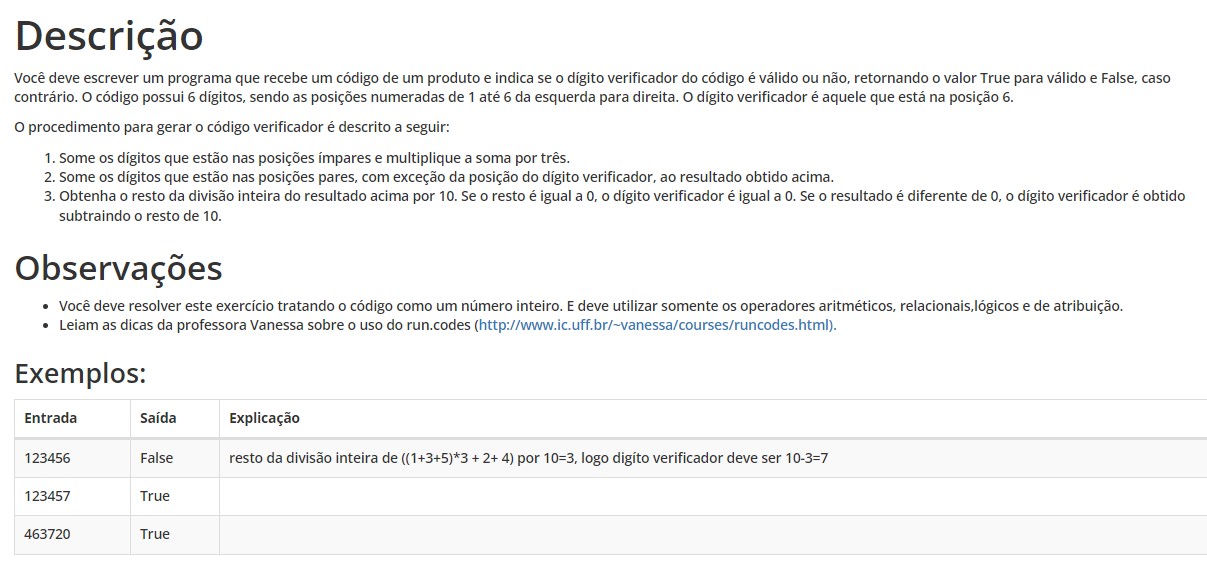 Descrição
Você deve escrever um programa que recebe um código de um produto e indica se o dígito verificador do código é válido ou não, retornando o valor True para válido e False, caso
contrário. O código possui 6 dígitos, sendo as posições numeradas de 1 até 6 da esquerda para direita. O dígito verificador é aquele que está na posição 6.
O procedimento para gerar o código verificador é descrito a seguir:
1. Some os dígitos que estão nas posições ímpares e multiplique a soma por três.
2. Some os dígitos que estão nas posições pares, com exceção da posição do dígito verificador, ao resultado obtido acima.
3. Obtenha o resto da divisão inteira do resultado acima por 10. Se o resto é igual a 0, o dígito verificador é igual a 0. Se o resultado é diferente de 0, o dígito verificador é obtido
subtraindo o resto de 10.
Observações
• Você deve resolver este exercício tratando o código como um número inteiro. E deve utilizar somente os operadores aritméticos, relacionais,lógicos e de atribuição.
• Leiam as dicas da professora Vanessa sobre o uso do run.codes (http://www.ic.uff.br/~vanessa/courses/runcodes.html).
Exemplos:
Entrada Saída Explicação
123456 False resto da divisão inteira de ((1+3+5)*3 + 2+ 4) por 10=3, logo digíto verificador deve ser 10-3=7
123457 True
463720 True